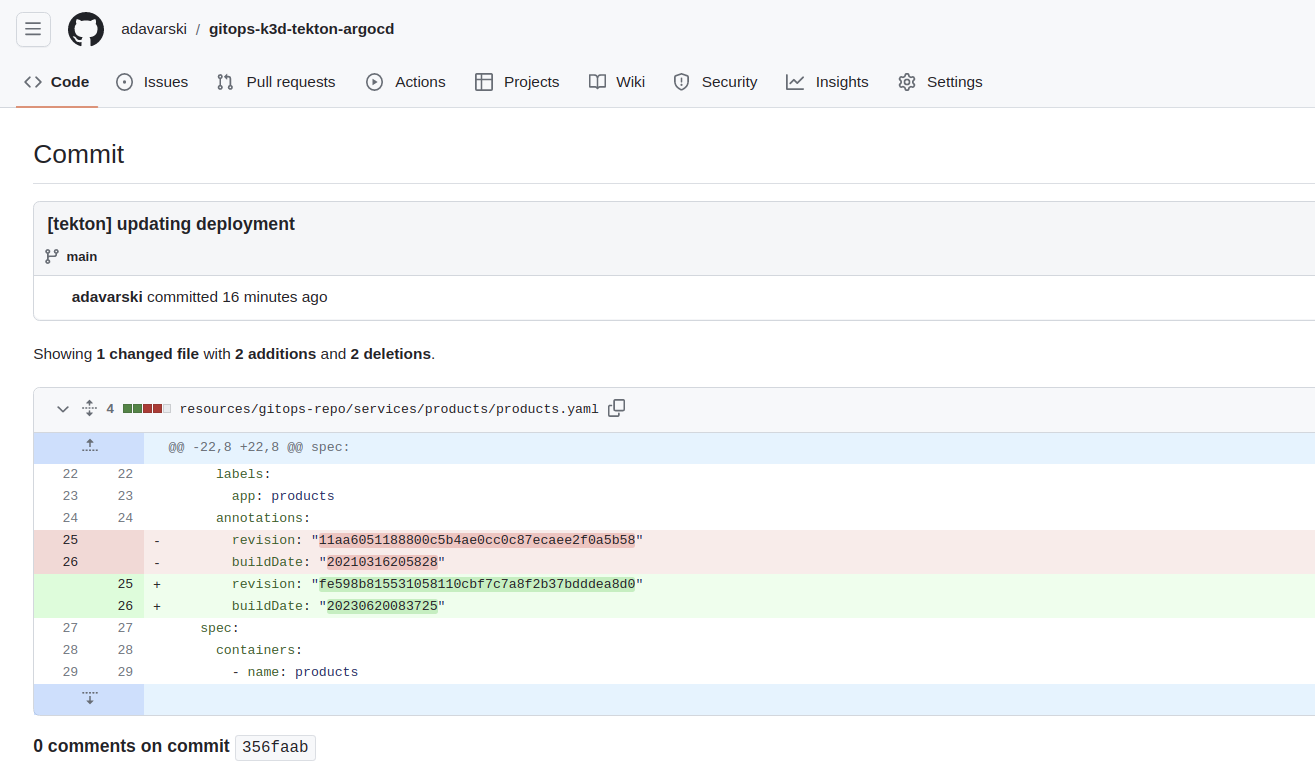 adavarski / gitops-k3d-tekton-argocd
Code Issues Pull requests Actions Projects Wiki Security Insights Settings
Commit
[tekton] updating deployment
main
adavarski committed 16 minutes ago
Showing 1 changed file with 2 additions and 2 deletions.
4 resources/gitops-repo/services/products/products.yaml
@@ -22,8 +22,8 @@ spec:
22 22 labels:
23 23 app: products
24 24 annotations:
25 - revision: "11aa6051188800c5b4ae0cc0c87ecaee2f0a5b58"
26 - buildDate: "20210316205828"
25 + revision: "fe598b815531058110cbf7c7a8f2b37bdddea8d0"
26 + buildDate: "20230620083725"
27 27 spec:
28 28 containers:
29 29 - name: products
0 comments on commit 356faab